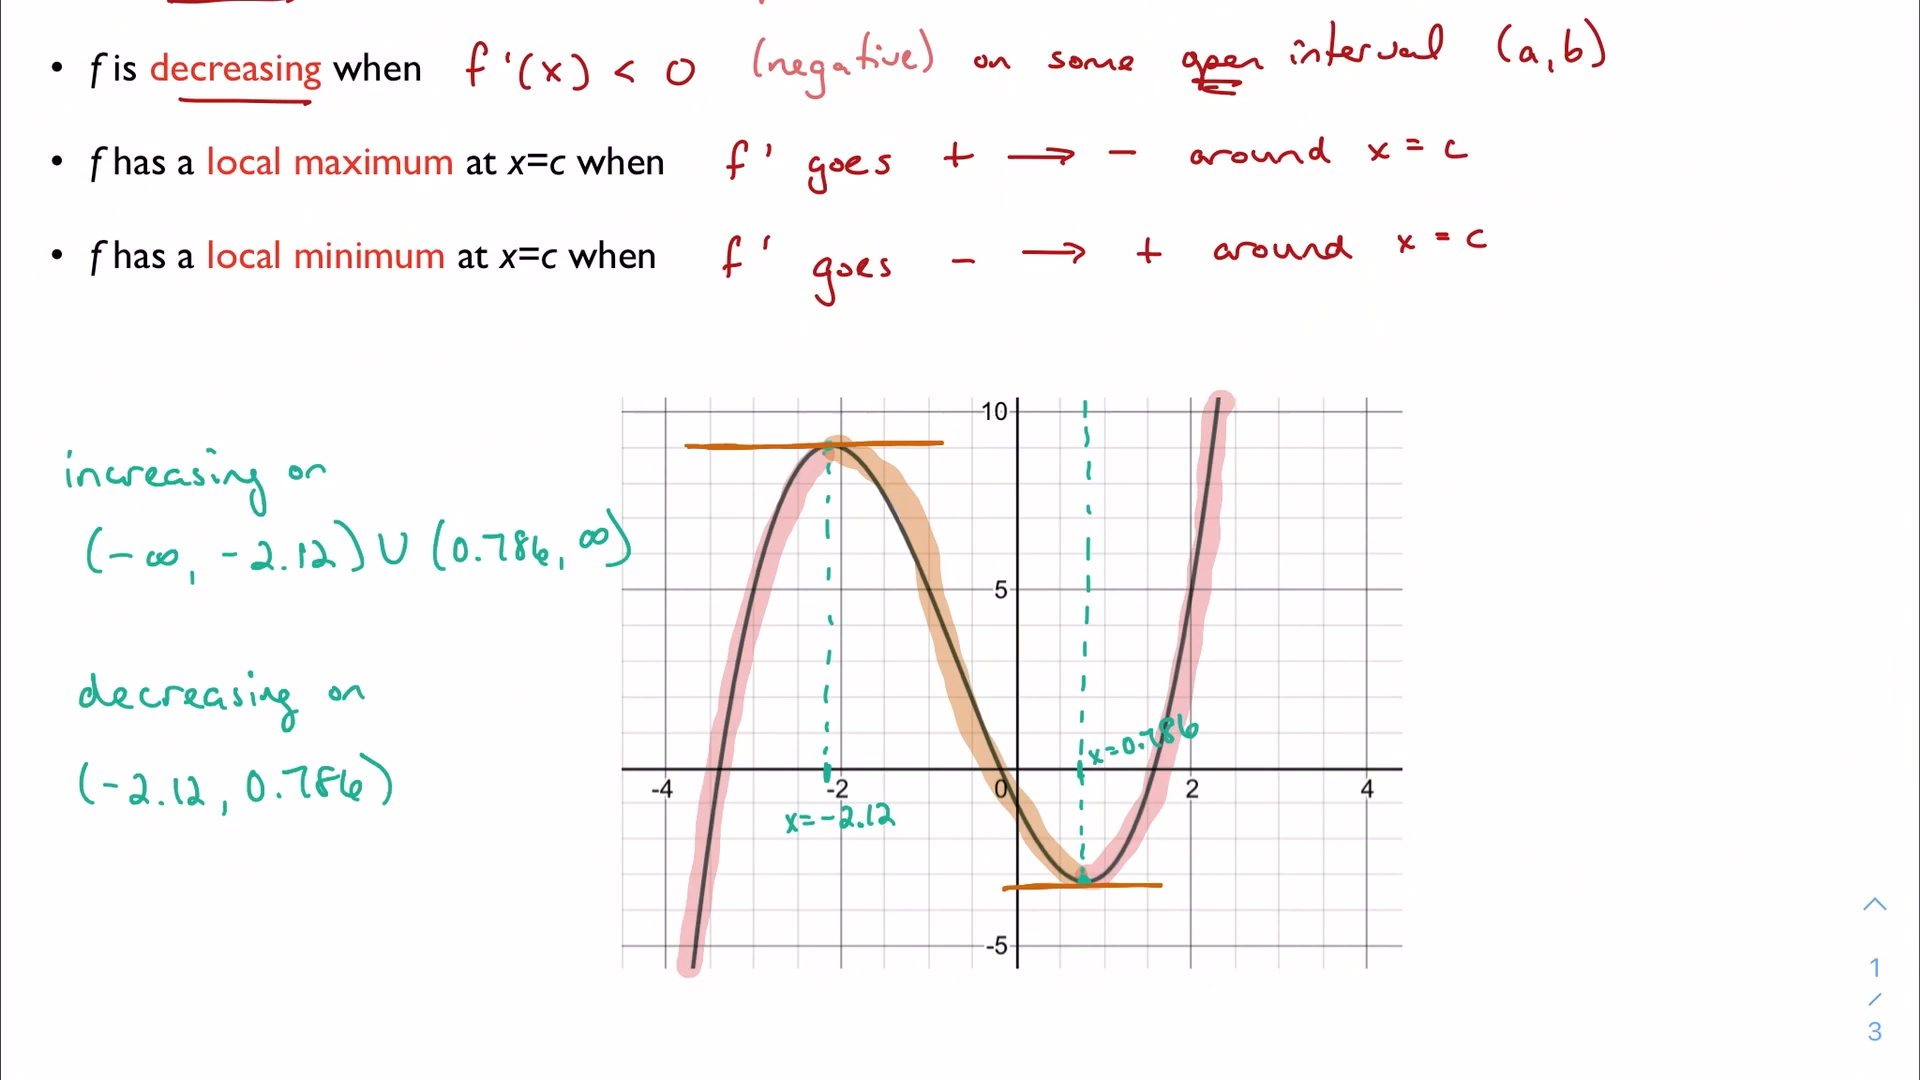 • f is decreasing when f'(x) < 0 (negative) on some open interval (a,b)
• f has a local maximum at x=c when f' goes + → - around x = c
• f has a local minimum at x=c when f' goes - → + around x = c
increasing on
(-∞, -2.12) ∪ (0.786, ∞)
decreasing on
(-2.12, 0.786)
10
5
x=0.786
-4 -2 0 2 4
x=-2.12
-5
1
/
3